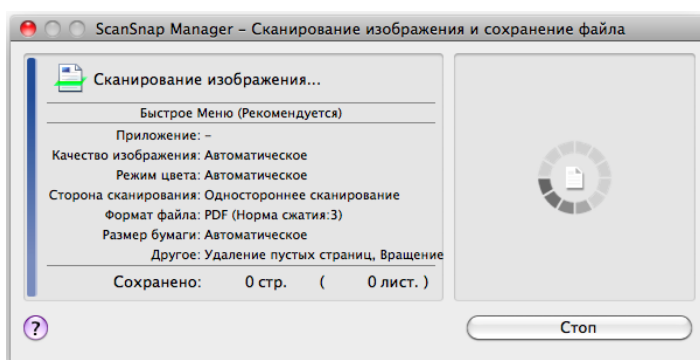 ScanSnap Manager – Сканирование изображения и сохранение файла
Сканирование изображения...
Быстрое Меню (Рекомендуется)
Приложение: –
Качество изображения: Автоматическое
Режим цвета: Автоматическое
Сторона сканирования: Одностороннее сканирование
Формат файла: PDF (Норма сжатия:3)
Размер бумаги: Автоматическое
Другое: Удаление пустых страниц, Вращение
Сохранено: 0 стр. ( 0 лист. )
?
Стоп